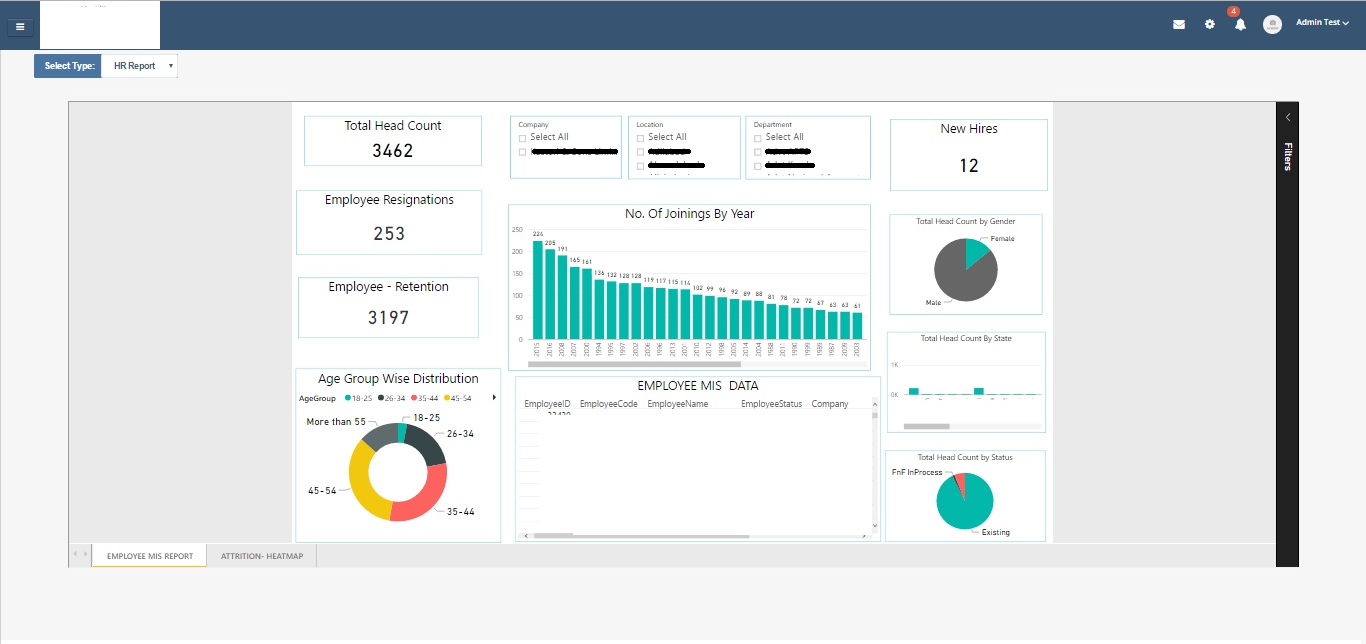 4
Admin Test
Select Type: HR Report
Total Head Count
3462
Company
Select All
Location
Select All
Department
Select All
New Hires
12
Employee Resignations
253
Employee - Retention
3197
No. Of Joinings By Year
250
200
150
100
50
0
226 205 191 165 161 136 132 128 128 119 117 115 114 102 99 96 92 89 88 81 78 72 72 67 63 63 61
2015 2016 2008 2007 2000 1994 1995 1997 2002 2006 1996 2013 2001 2010 2012 1998 2005 2014 2004 1988 2011 1990 1999 1989 1987 2009 2003
Total Head Count by Gender
Female
Male
Total Head Count By State
1K
0K
Age Group Wise Distribution
AgeGroup 18-25 26-34 35-44 45-54
More than 55
18-25
26-34
45-54
35-44
EMPLOYEE MIS DATA
EmployeeID EmployeeCode EmployeeName EmployeeStatus Company
Total Head Count by Status
FnF InProcess
Existing
Filters
EMPLOYEE MIS REPORT
ATTRITION- HEATMAP